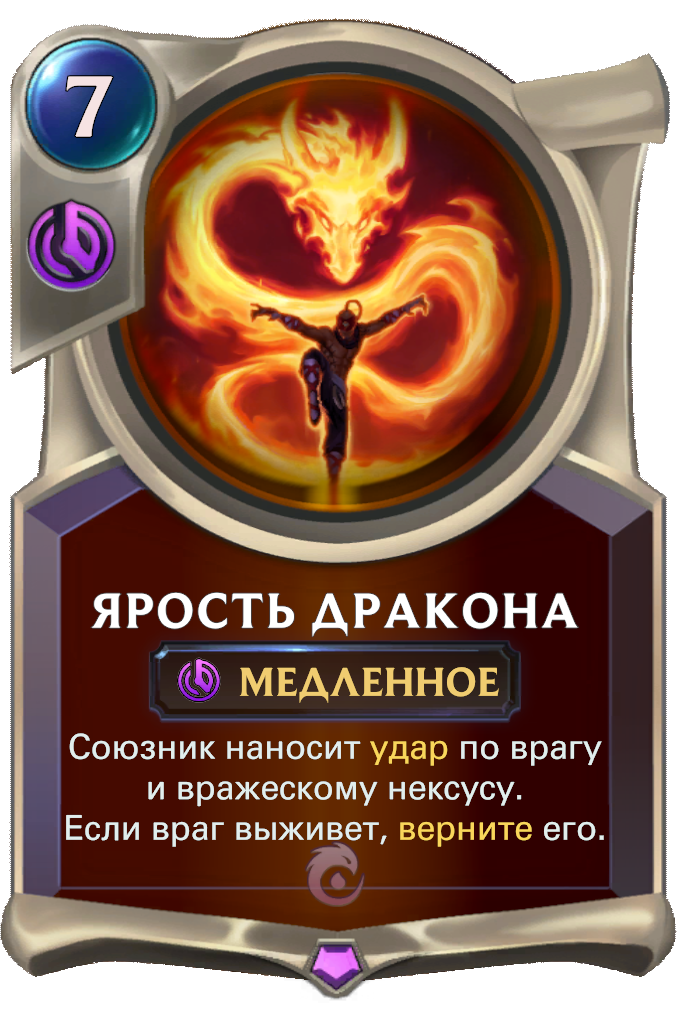 7
ЯРОСТЬ ДРАКОНА
МЕДЛЕННОЕ
Союзник наносит удар по врагу
и вражескому нексусу.
Если враг выживет, верните его.